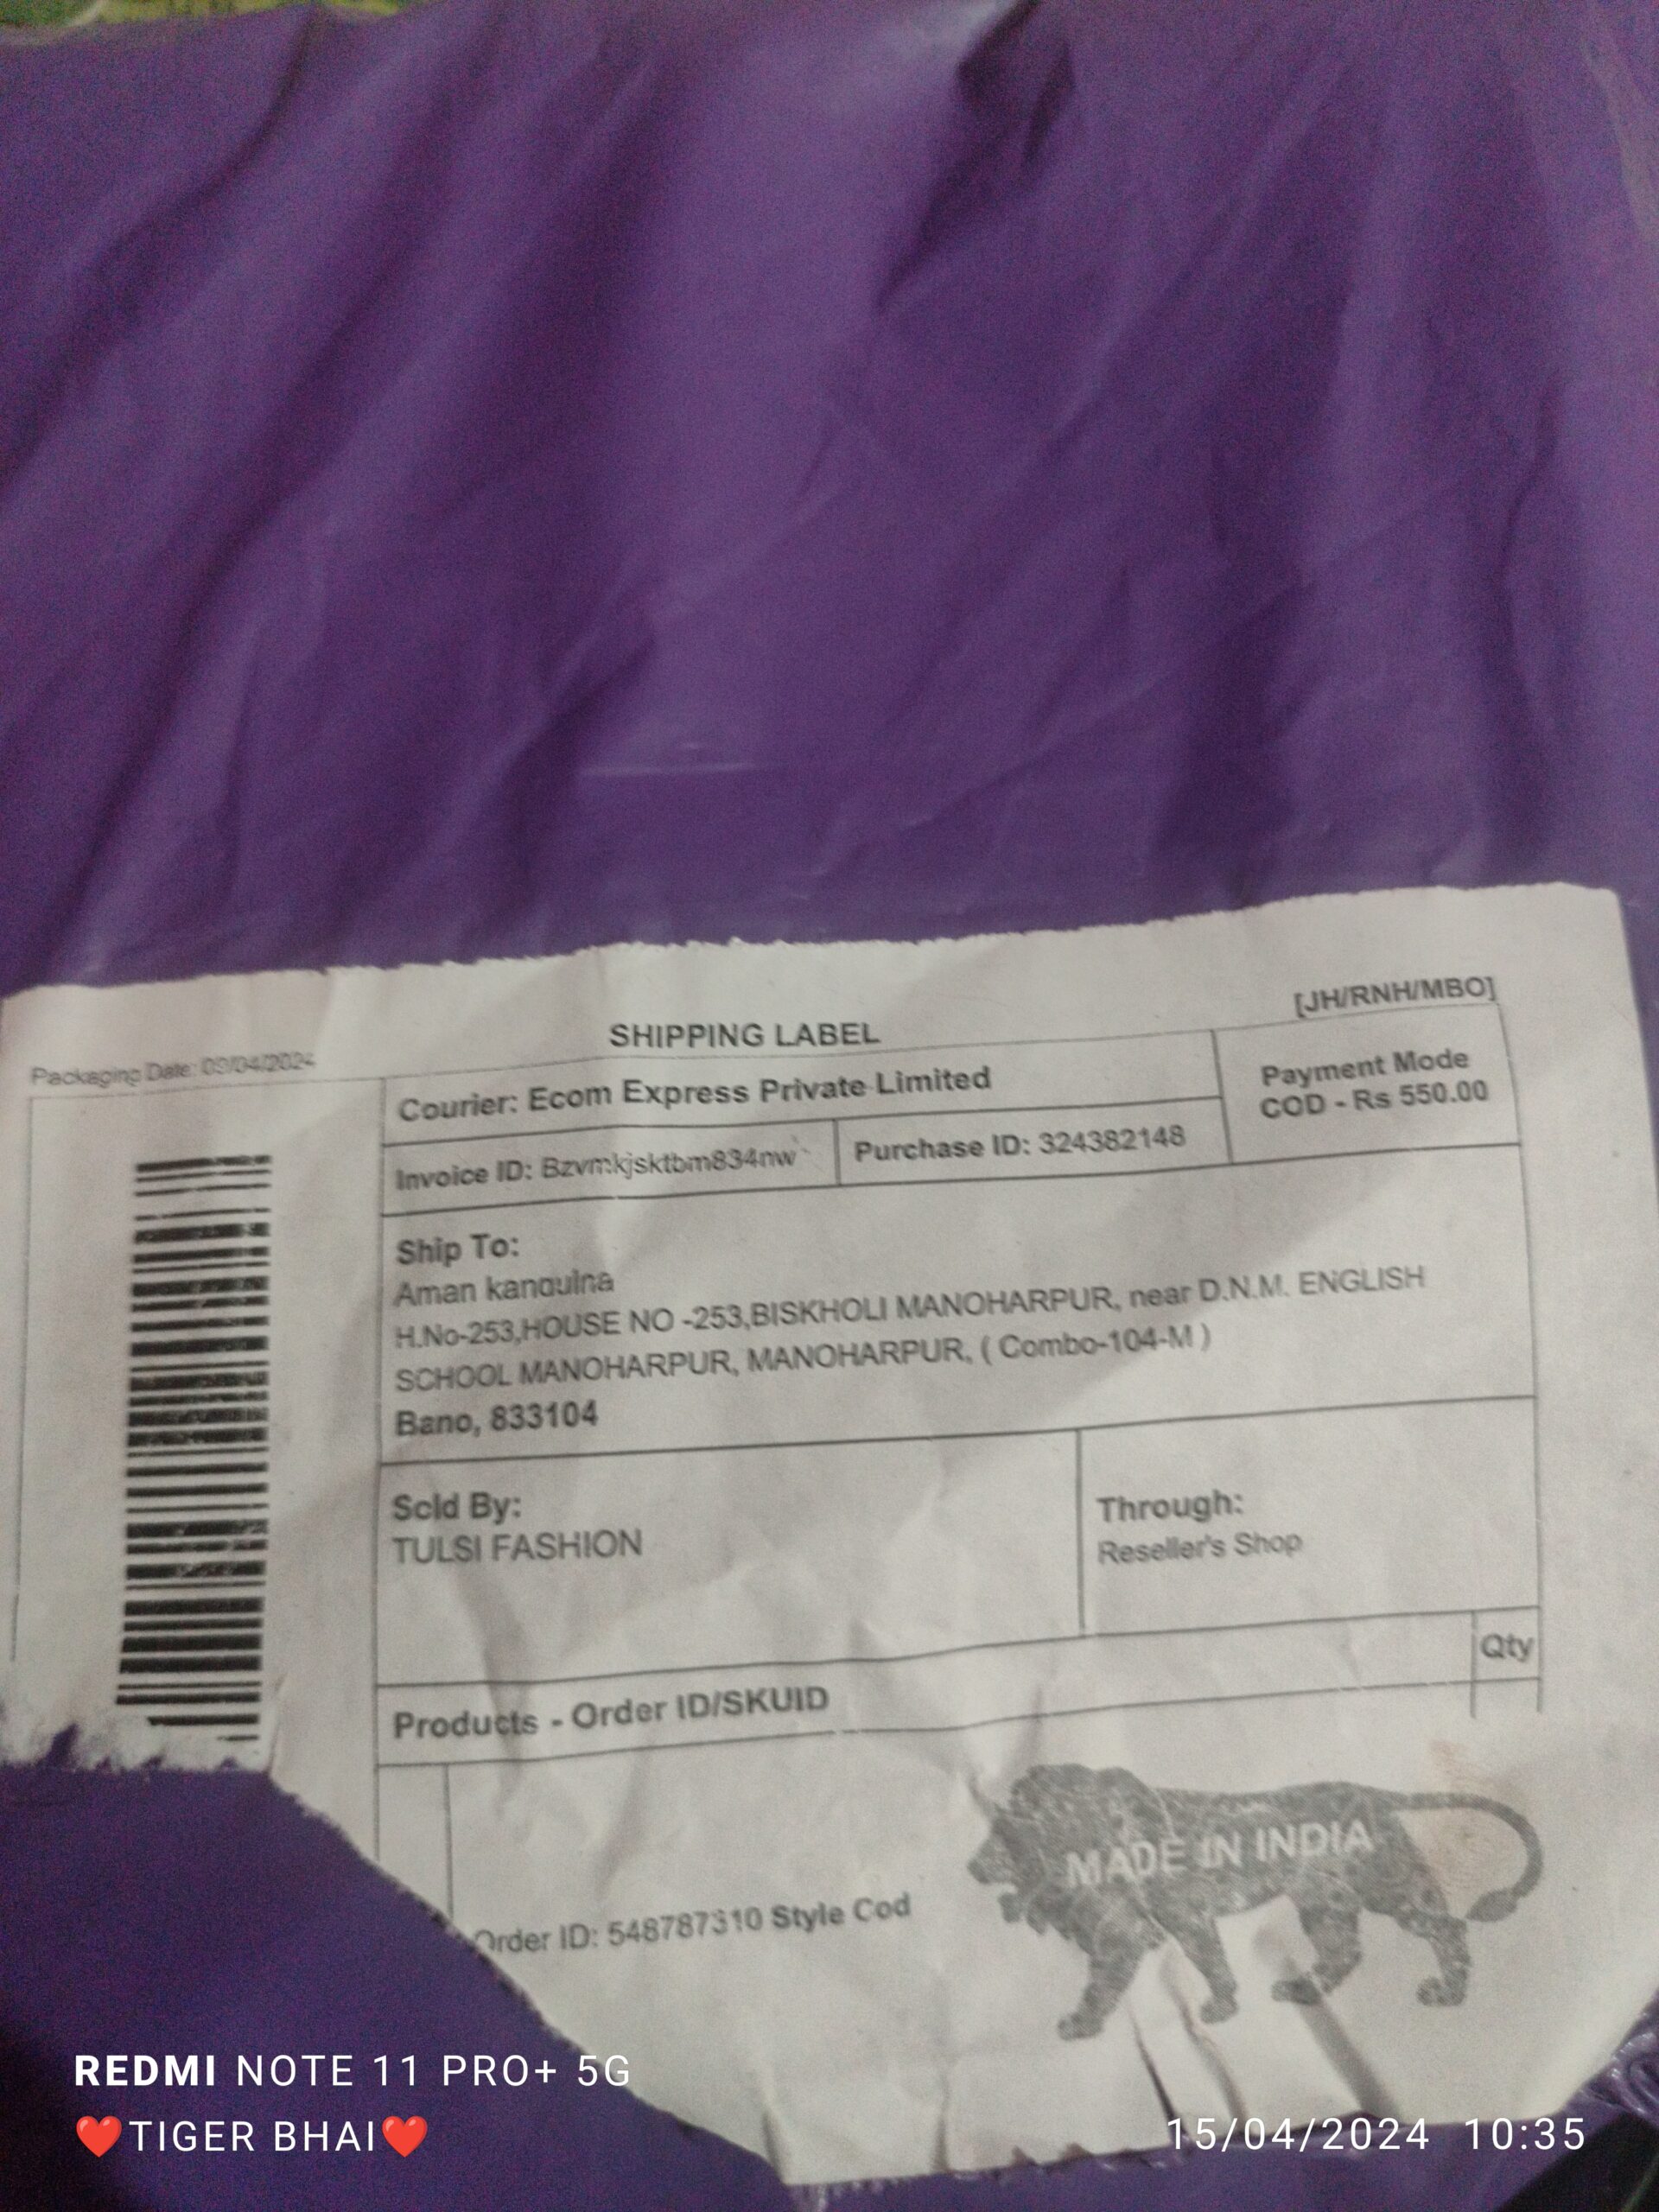 [JH/RNH/MBO]
SHIPPING LABEL
Packaging Date: 09/04/2024
Courier: Ecom Express Private Limited
Payment Mode
COD - Rs 550.00
Invoice ID: Bzvmkjsktbm834nw
Purchase ID: 324382148
Ship To:
Aman
H.No-253,HOUSE NO -253,BISKHOLI MANOHARPUR, near D.N.M. ENGLISH
SCHOOL MANOHARPUR, MANOHARPUR, ( Combo-104-M )
Bano, 833104
Sold By:
TULSI FASHION
Through:
Reseller's Shop
Qty
Products - Order ID/SKUID
MADE IN INDIA
Order ID: 548787310 Style Cod
REDMI NOTE 11 PRO+ 5G
❤️TIGER BHAI❤️
15/04/2024 10:35